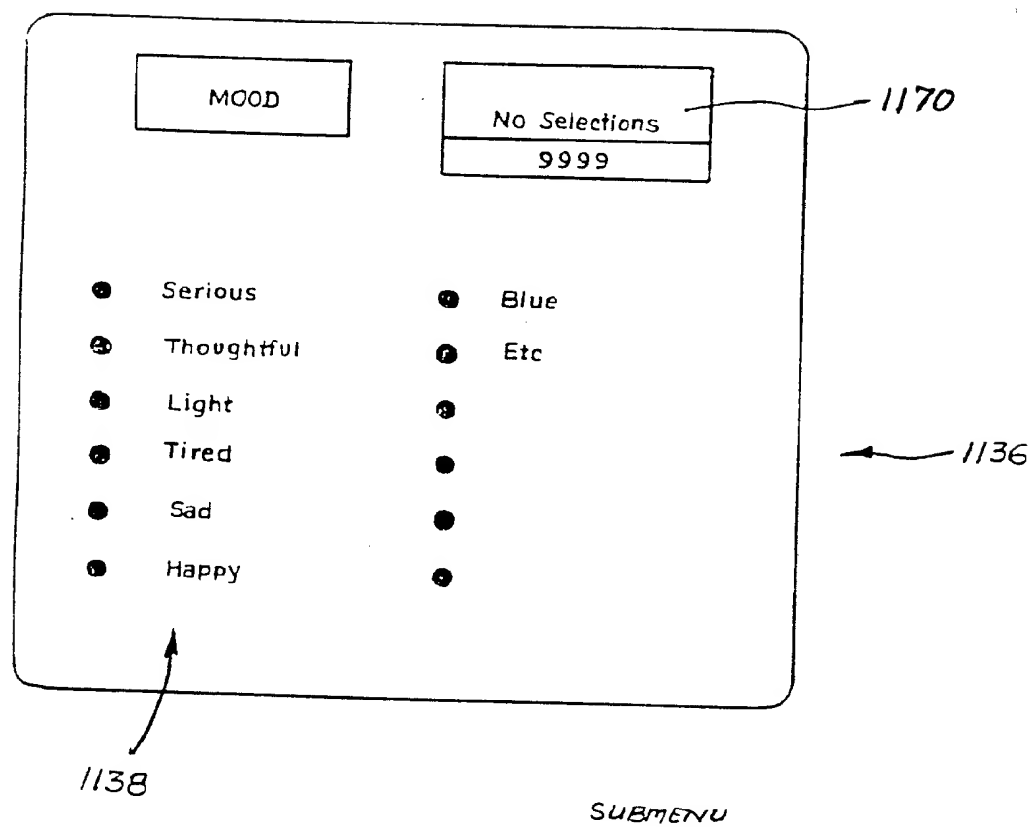 MOOD
No Selections
9999
1170
Serious
Thoughtful
Light
Tired
Sad
Happy
Blue
Etc
1136
1138
SUBMENU